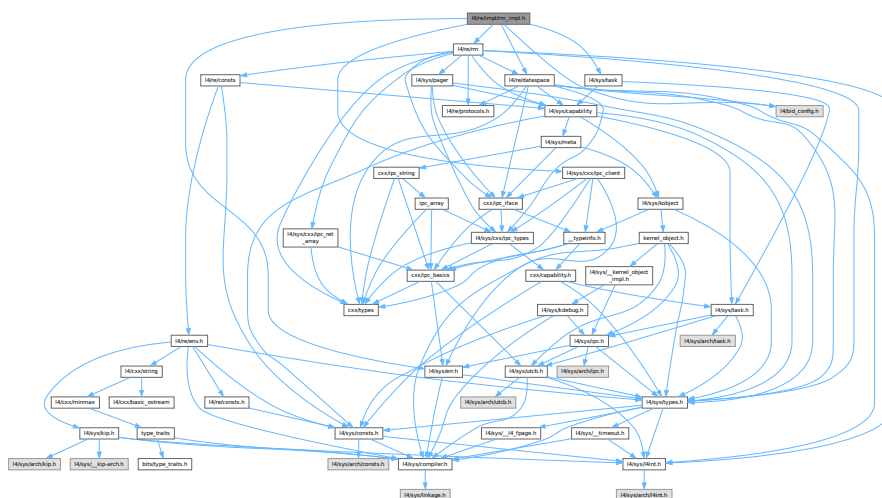 l4/re/impl/rm_impl.h
l4/re/rm
l4/re/consts
l4/sys/pager
l4/re/dataspace
l4/sys/task
l4/re/protocols.h
l4/sys/capability
l4/bid_config.h
l4/sys/meta
cxx/ipc_string
l4/sys/cxx/ipc_client
ipc_array
cxx/ipc_iface
l4/sys/kobject
l4/sys/cxx/ipc_ret
_array
l4/sys/cxx/ipc_types
__typeinfo.h
kernel_object.h
cxx/ipc_basics
cxx/capability.h
l4/sys/__kernel_object
_impl.h
cxx/types
l4/sys/kdebug.h
l4/sys/task.h
l4/re/env.h
l4/sys/ipc.h
l4/sys/arch/task.h
l4/cxx/string
l4/sys/err.h
l4/sys/utcb.h
l4/sys/arch/ipc.h
l4/cxx/minmax
l4/cxx/basic_ostream
l4/re/consts.h
l4/sys/arch/utcb.h
l4/sys/types.h
l4/sys/kip.h
type_traits
l4/sys/consts.h
l4/sys/__l4_fpage.h
l4/sys/__timeout.h
l4/sys/arch/kip.h
l4/sys/__kip-arch.h
bits/type_traits.h
l4/sys/arch/consts.h
l4/sys/compiler.h
l4/sys/l4int.h
l4/sys/linkage.h
l4/sys/arch/l4int.h